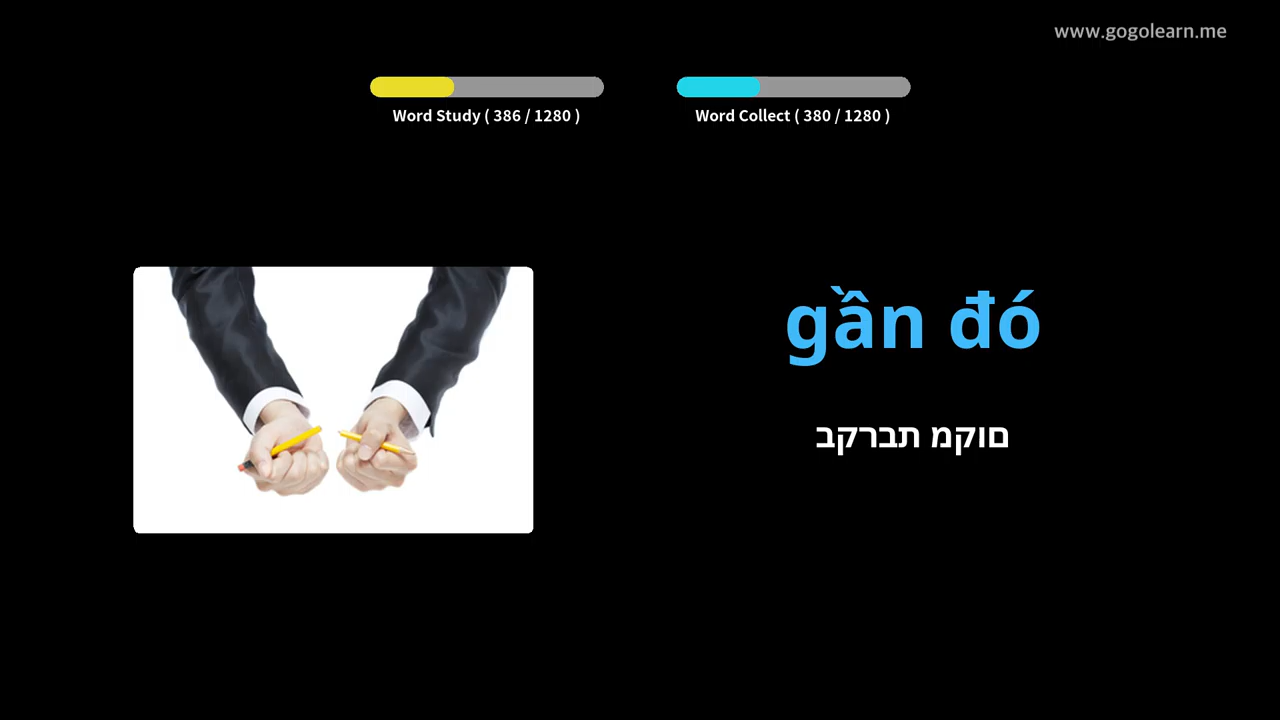 www.gogolearn.me
Word Study ( 386 / 1280 )
Word Collect ( 380 / 1280 )
gần đó
בקרבת מקום